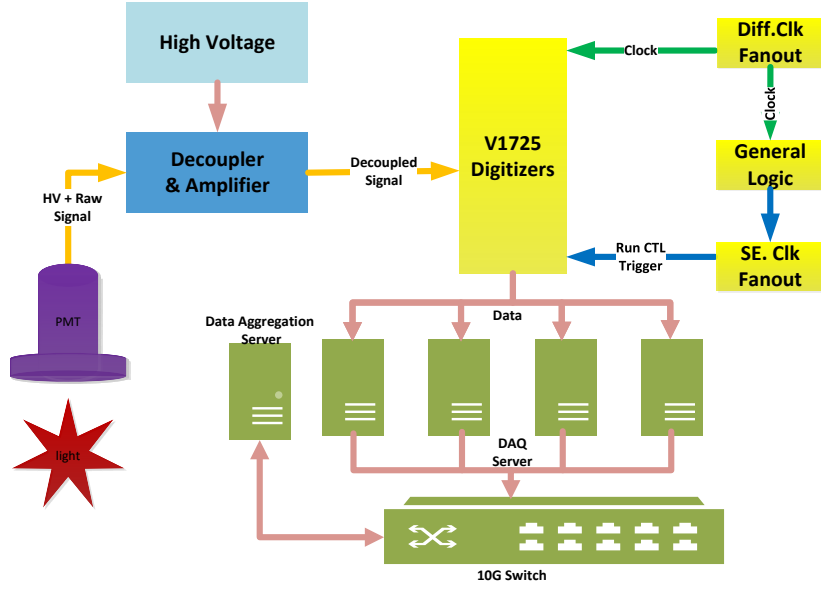 High Voltage
Diff.Clk
Fanout
Clock
Clock
V1725
Digitizers
Decoupler
& Amplifier
Decoupled
Signal
General
Logic
HV + Raw
Signal
Run CTL
Trigger
SE. Clk
Fanout
PMT
Data
Data Aggregation
Server
light
DAQ
Server
10G Switch